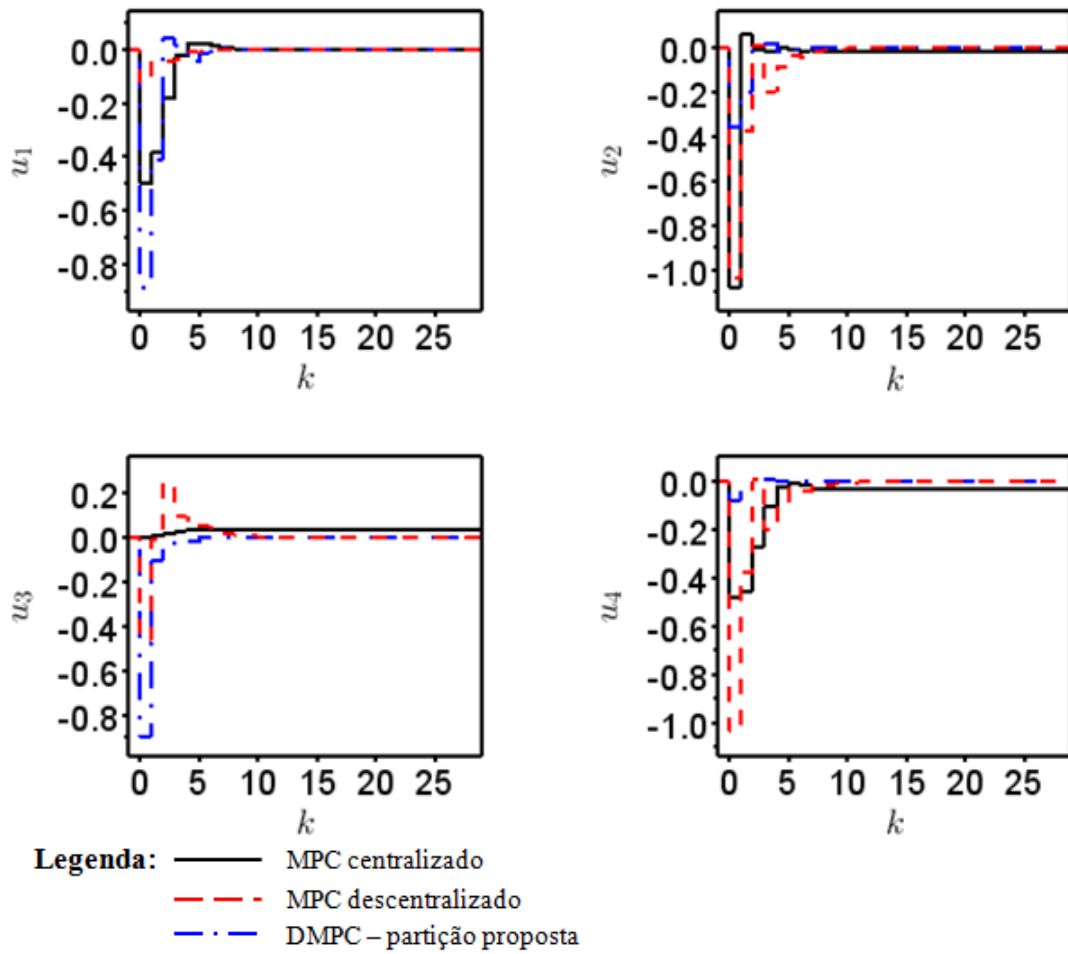 0.0
-0.2
-0.4
-0.6
-0.8
u1
0 5 10 15 20 25
k
0.0
-0.2
-0.4
-0.6
-0.8
-1.0
u2
0 5 10 15 20 25
k
0.2
0.0
-0.2
-0.4
-0.6
-0.8
u3
0 5 10 15 20 25
k
0.0
-0.2
-0.4
-0.6
-0.8
-1.0
u4
0 5 10 15 20 25
k
Legenda: MPC centralizado
MPC descentralizado
DMPC – partição proposta